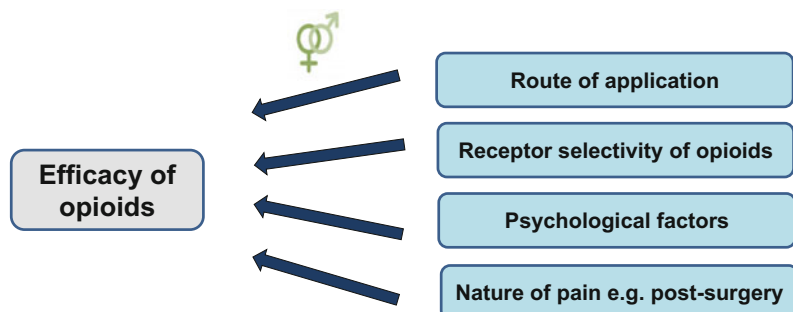 Route of application
Receptor selectivity of opioids
Efficacy of
opioids
Psychological factors
Nature of pain e.g. post-surgery